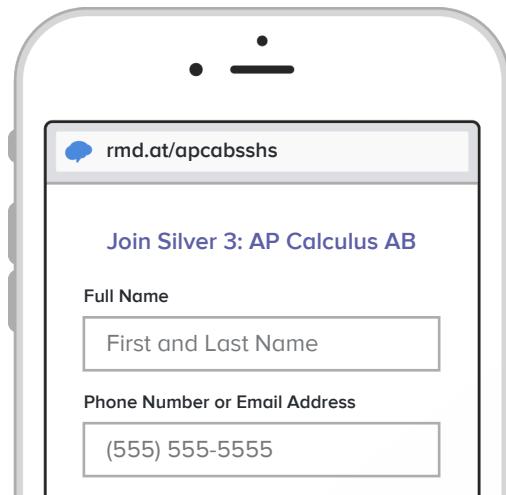 rmd.at/apcabsshs
Join Silver 3: AP Calculus AB
Full Name
First and Last Name
Phone Number or Email Address
(555) 555-5555